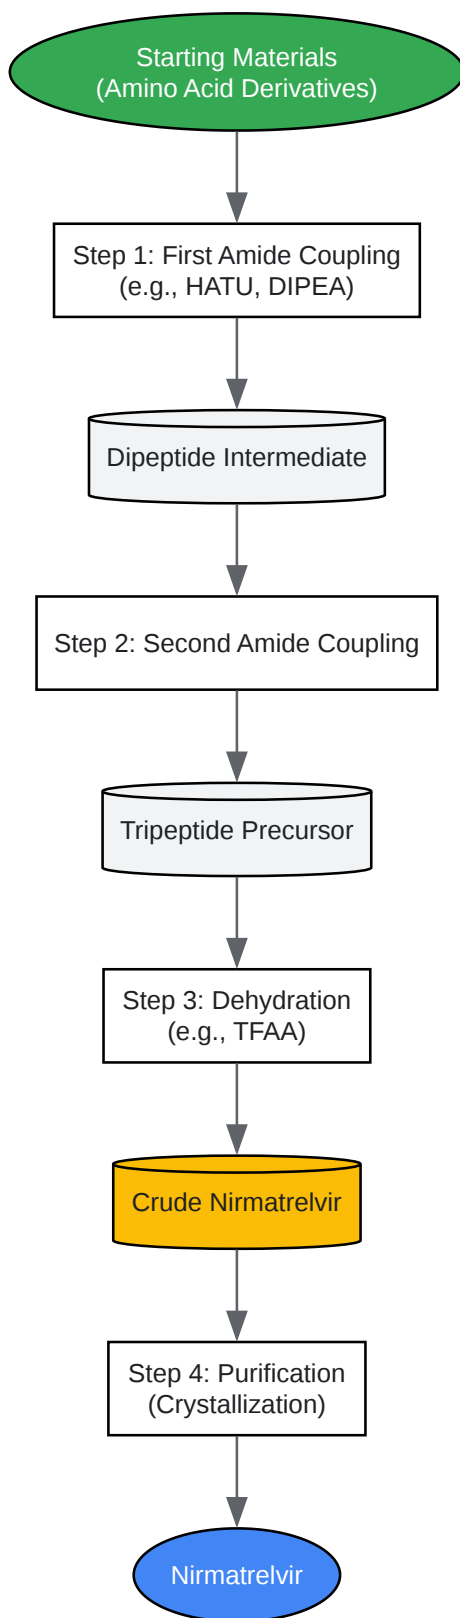 Starting Materials
(Amino Acid Derivatives)
Step 1: First Amide Coupling
(e.g., HATU, DIPEA)
Dipeptide Intermediate
Step 2: Second Amide Coupling
Tripeptide Precursor
Step 3: Dehydration
(e.g., TFAA)
Crude Nirmatrelvir
Step 4: Purification
(Crystallization)
Nirmatrelvir